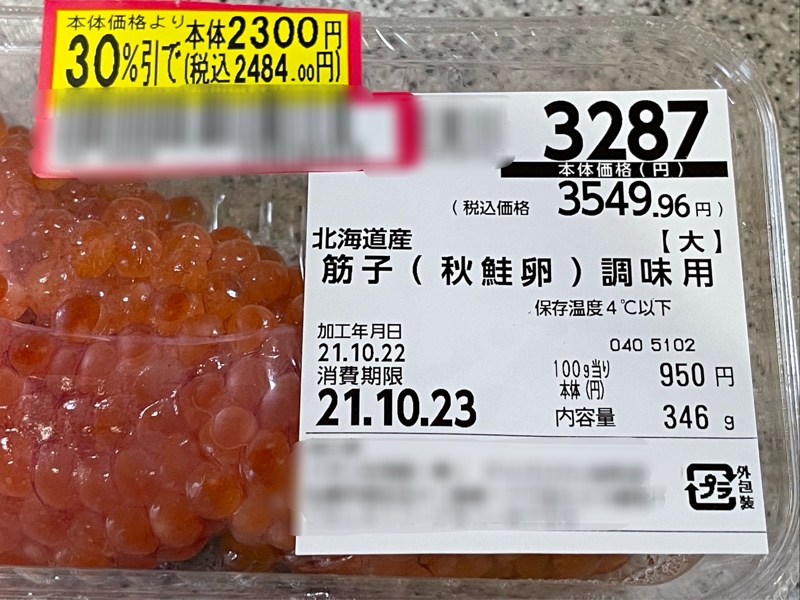 本体価格より
30%引で
本体2300円
(税込2484.00円)
3287
本体価格(円)
(税込価格 3549.96円)
北海道産 【大】
筋子(秋鮭卵)調味用
保存温度4℃以下
加工年月日
21.10.22
040 5102
消費期限
21.10.23
100g当り
本体(円) 950円
内容量 346g
プラ
外包装